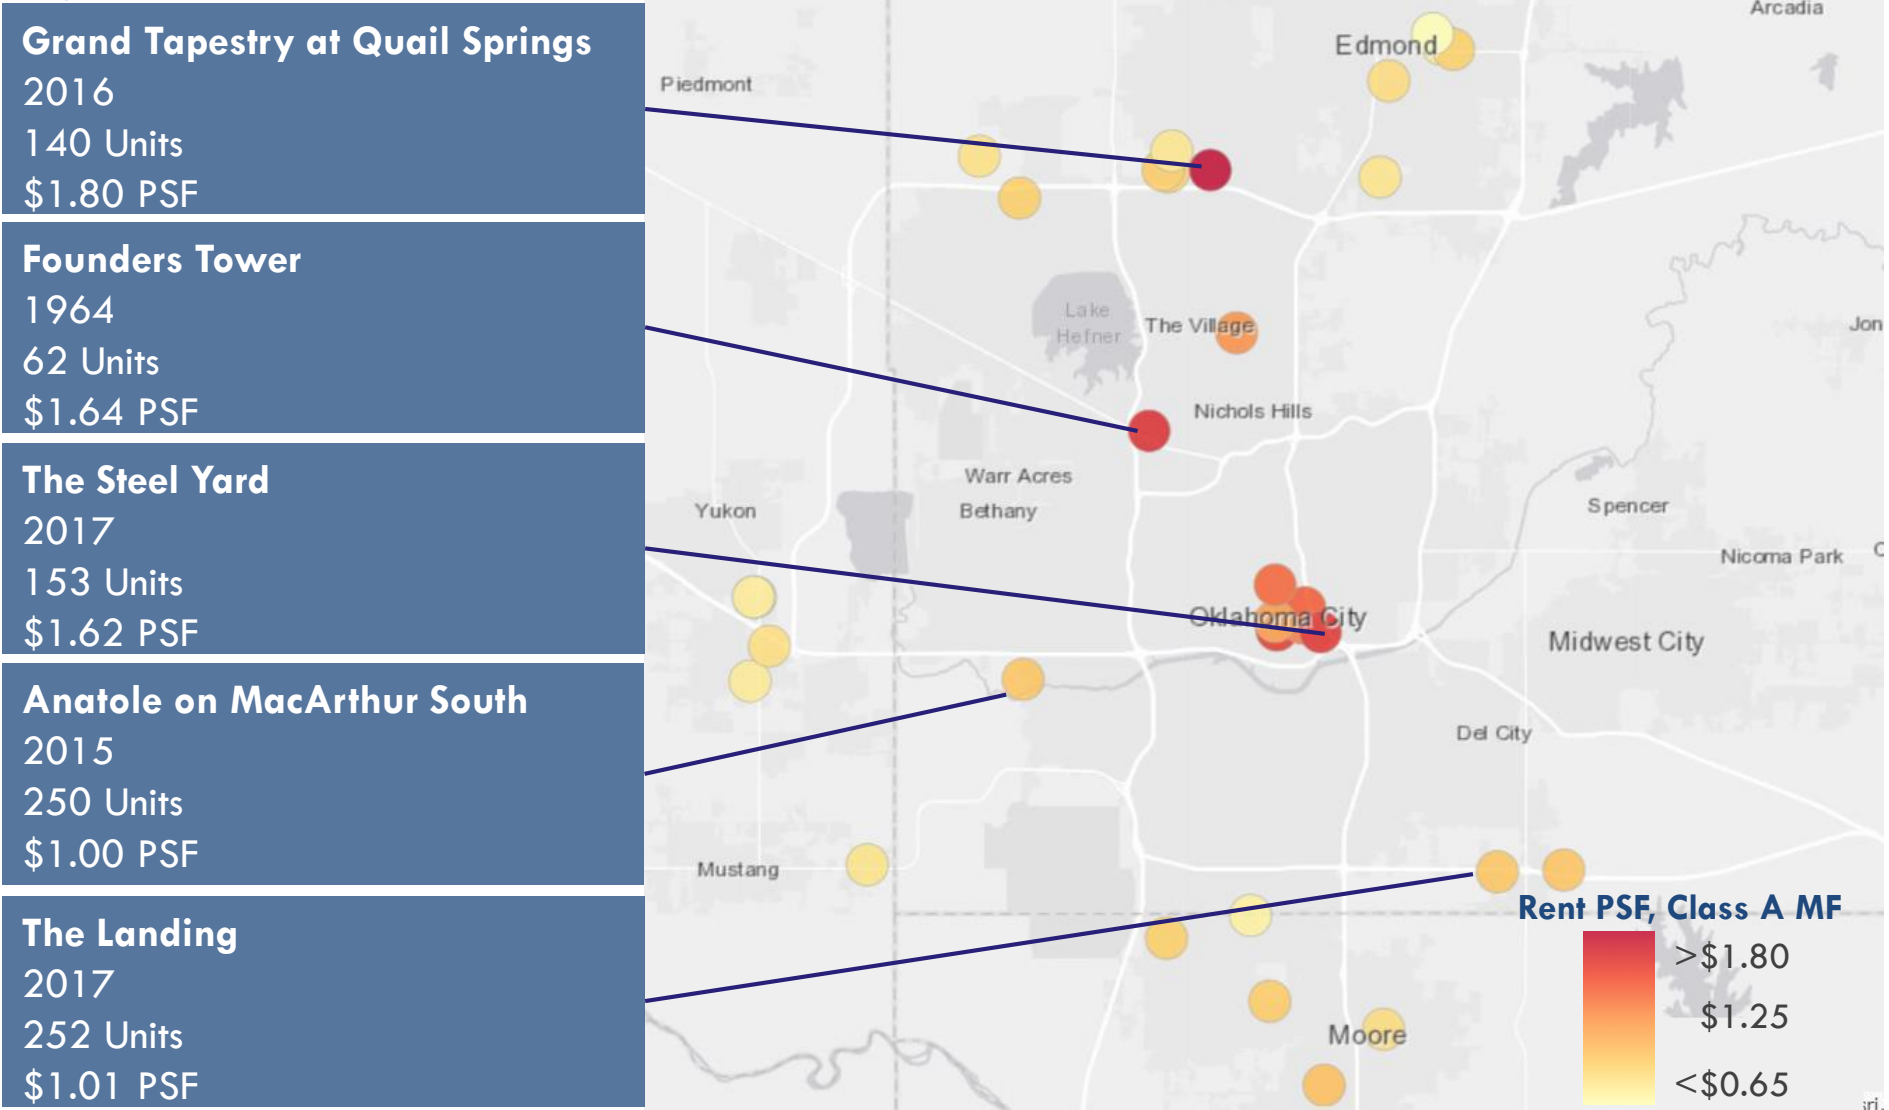 Grand Tapestry at Quail Springs
2016
140 Units
$1.80 PSF
Founders Tower
1964
62 Units
$1.64 PSF
The Steel Yard
2017
153 Units
$1.62 PSF
Anatole on MacArthur South
2015
250 Units
$1.00 PSF
The Landing
2017
252 Units
$1.01 PSF
Arcadia
Edmond
Piedmont
Lake
Hefner
The Village
Jon
Nichols Hills
Warr Acres
Bethany
Yukon
Spencer
Nicoma Park
Oklahoma City
Midwest City
Del City
Mustang
Moore
Rent PSF, Class A MF
>$1.80
$1.25
<$0.65